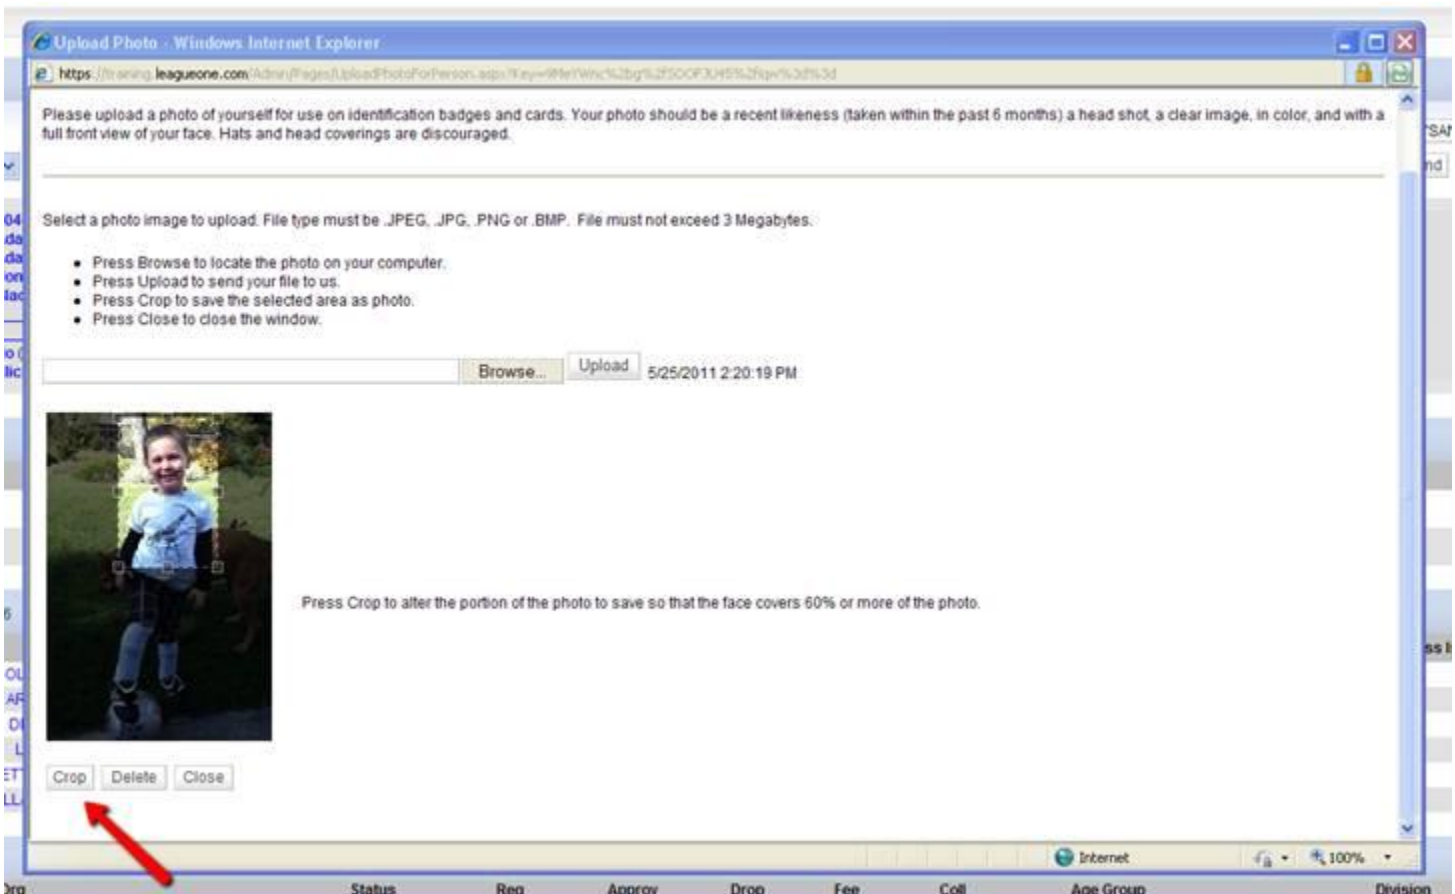 Upload Photo - Windows Internet Explorer
Please upload a photo of yourself for use on identification badges and cards. Your photo should be a recent likeness (taken within the past 6 months) a head shot, a clear image, in color, and with a
full front view of your face. Hats and head coverings are discouraged.
Select a photo image to upload. File type must be .JPEG, .JPG, .PNG or .BMP. File must not exceed 3 Megabytes.
• Press Browse to locate the photo on your computer.
• Press Upload to send your file to us.
• Press Crop to save the selected area as photo.
• Press Close to close the window.
Browse... Upload 5/25/2011 2:20:19 PM
Press Crop to alter the portion of the photo to save so that the face covers 60% or more of the photo.
Crop Delete Close
Internet 100%
Status Reg Approv Drop Fee Coll Age Group Division